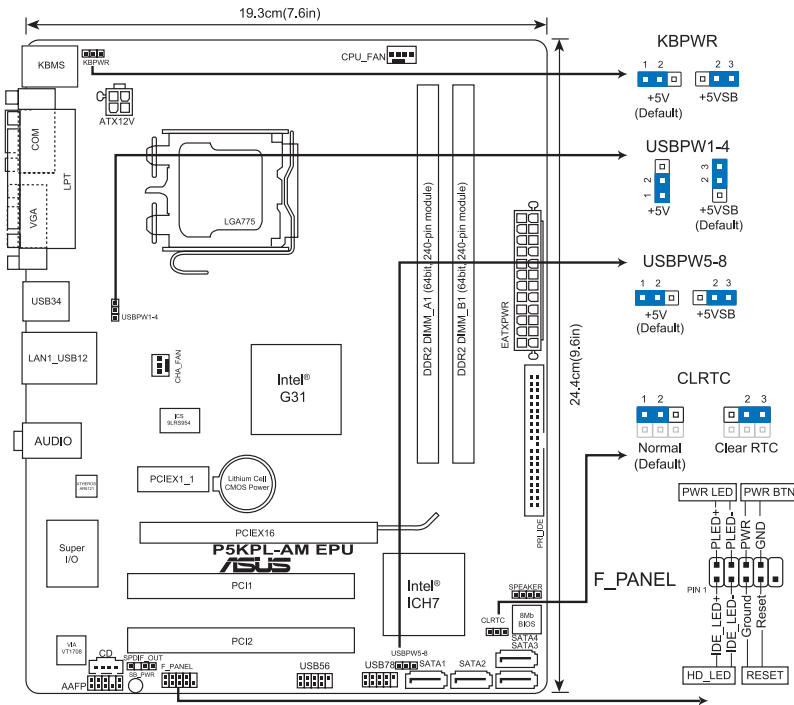 19.3cm(7.6in)
KBMS
KBPWR
CPU_FAN
KBPWR
1 2
2 3
+5V
(Default)
+5VSB
ATX12V
COM
LPT
VGA
LGA775
DDR2 DIMM_A1 (64bit, 240-pin module)
DDR2 DIMM_B1 (64bit, 240-pin module)
EATXPWR
24.4cm(9.6in)
USBPW1-4
1 2
2 3
+5V
+5VSB
(Default)
USBPW5-8
1 2
2 3
+5V
(Default)
+5VSB
USB34
USBPW1-4
LAN1_USB12
CHA_FAN
Intel®
G31
ICS
9LRS954
AUDIO
CLRTC
1 2
2 3
Normal
(Default)
Clear RTC
PCIEX1_1
Lithium Cell
CMOS Power
ATHEROS
AR8121
PRI_IDE
PCIEX16
Super
I/O
P5KPL-AM EPU
ASUS
PCI1
Intel®
ICH7
SPEAKER
8Mb
BIOS
CLRTC
PCI2
VIA
VT1708
CD
SPDIF_OUT
SB_PWR
AAFP
F_PANEL
USB56
USB78
USBPW5-8
SATA1
SATA2
SATA4
SATA3
F_PANEL
PWR LED
PWR BTN
PLED+
PLED-
PWR
GND
PIN 1
IDE_LED+
IDE_LED-
Ground
Reset
HD_LED
RESET